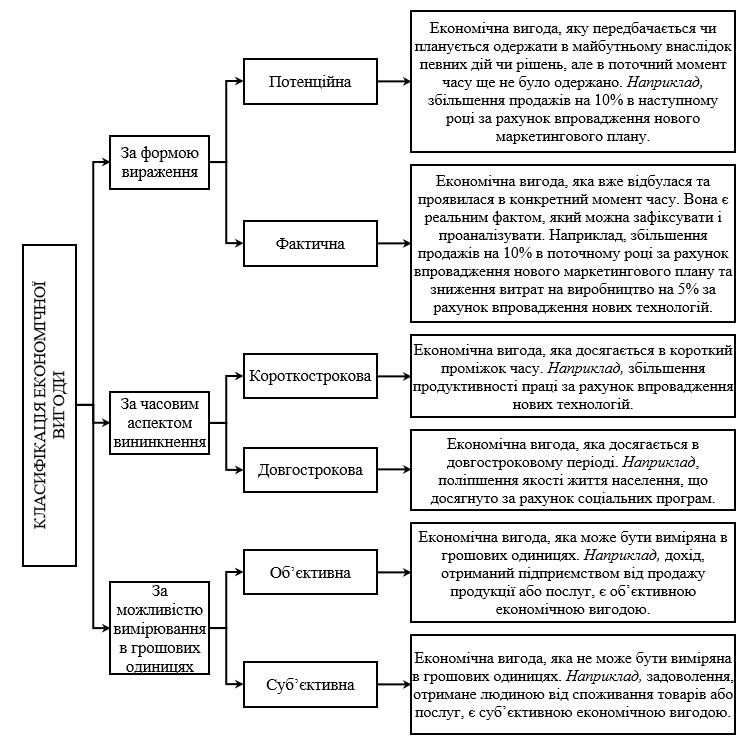 КЛАСИФІКАЦІЯ ЕКОНОМІЧНОЇ
ВИГОДИ
За формою
вираження
Потенційна
Економічна вигода, яку передбачається чи
планується одержати в майбутньому внаслідок
певних дій чи рішень, але в поточний момент
часу ще не було одержано. Наприклад,
збільшення продажів на 10% в наступному
році за рахунок впровадження нового
маркетингового плану.
Фактична
Економічна вигода, яка вже відбулася та
проявилася в конкретний момент часу. Вона є
реальним фактом, який можна зафіксувати і
проаналізувати. Наприклад, збільшення
продажів на 10% в поточному році за рахунок
впровадження нового маркетингового плану та
зниження витрат на виробництво на 5% за
рахунок впровадження нових технологій.
За часовим
аспектом
вининкнення
Короткострокова
Економічна вигода, яка досягається в короткий
проміжок часу. Наприклад, збільшення
продуктивності праці за рахунок впровадження
нових технологій.
Довгострокова
Економічна вигода, яка досягається в
довгостроковому періоді. Наприклад,
поліпшення якості життя населення, що
досягнуто за рахунок соціальних програм.
За
можливістю
вимірювання
в грошових
одиницях
Об’єктивна
Економічна вигода, яка може бути виміряна в
грошових одиницях. Наприклад, дохід,
отриманий підприємством від продажу
продукції або послуг, є об’єктивною
економічною вигодою.
Суб’єктивна
Економічна вигода, яка не може бути виміряна
в грошових одиницях. Наприклад, задоволення,
отримане людиною від споживання товарів або
послуг, є суб’єктивною економічною вигодою.